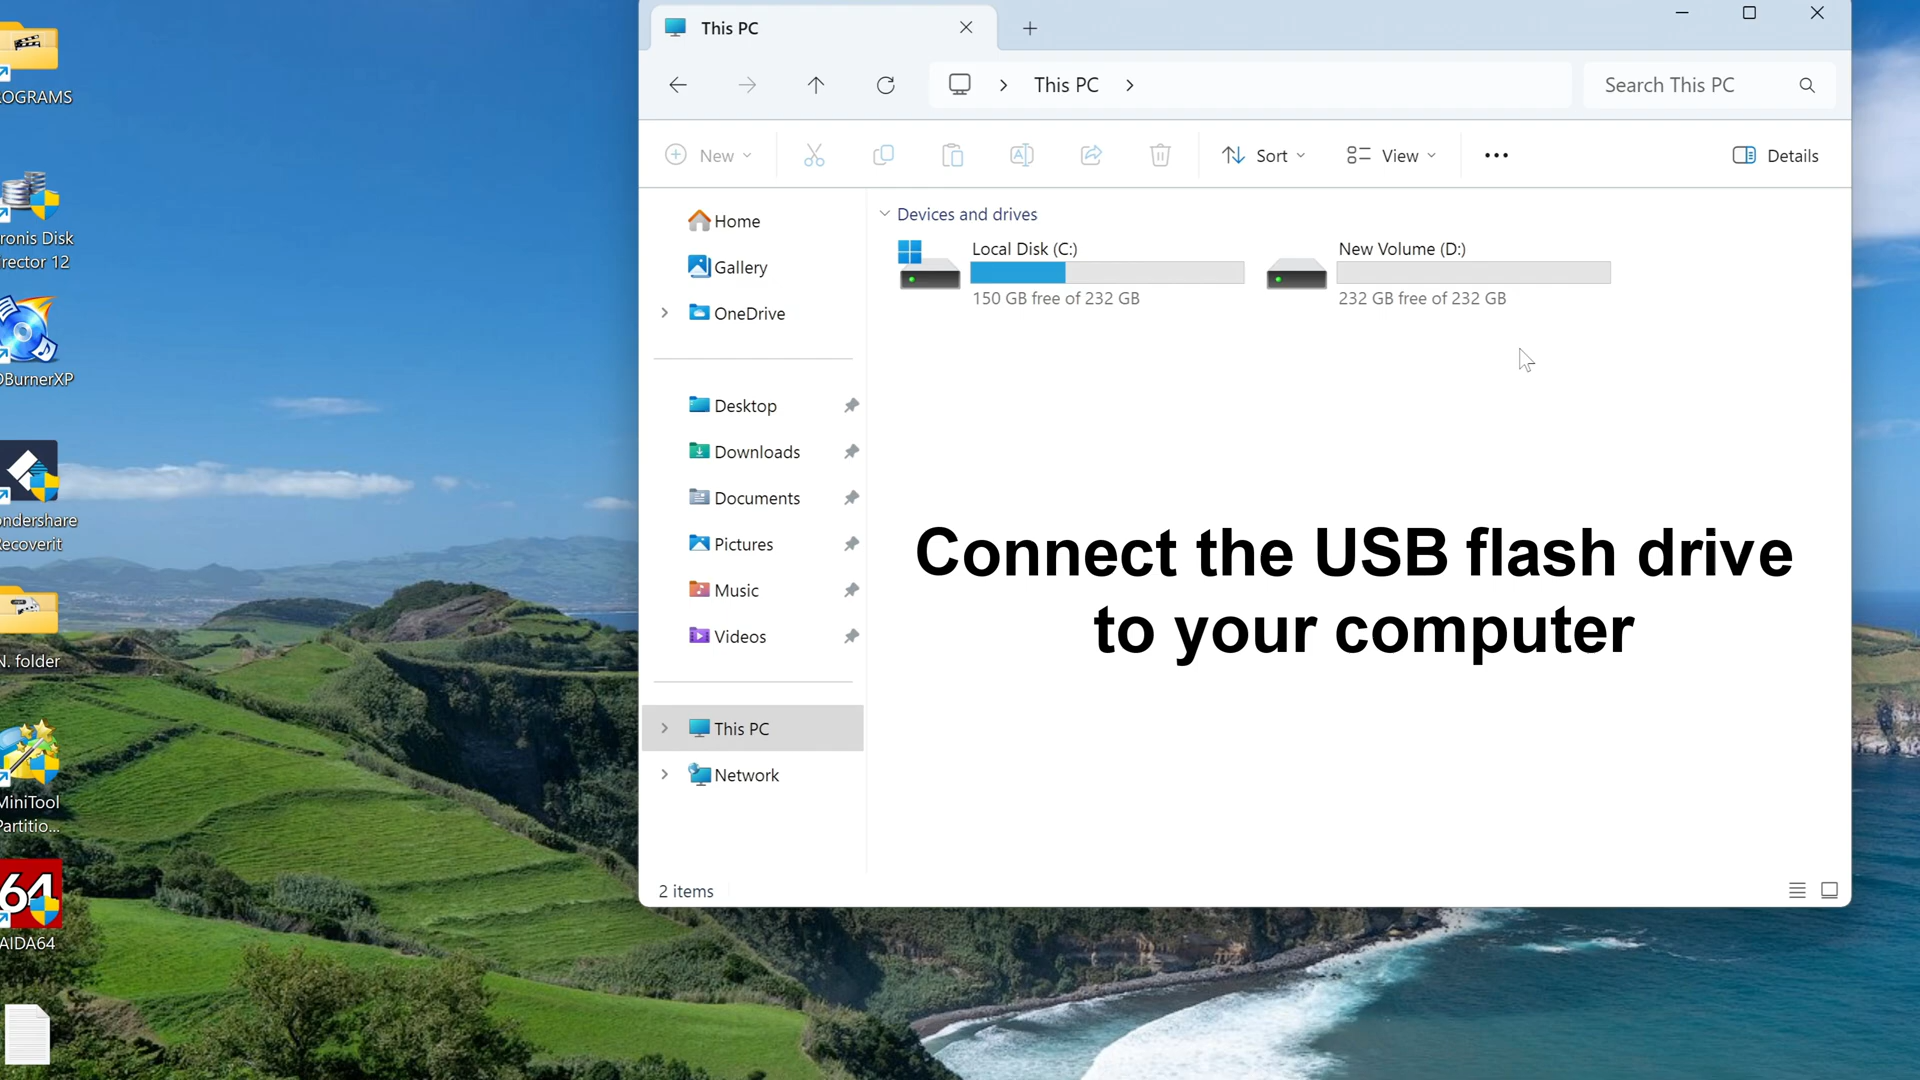 OGRAMS
ronis Disk
rector 12
DBurnerXP
ondershare
Recoverit
N. folder
MiniTool
Partitio...
64
AIDA64
This PC
This PC
Search This PC
New
Sort
View
Details
Home
Gallery
OneDrive
Desktop
Downloads
Documents
Pictures
Music
Videos
This PC
Network
Devices and drives
Local Disk (C:)
150 GB free of 232 GB
New Volume (D:)
232 GB free of 232 GB
Connect the USB flash drive
to your computer
2 items